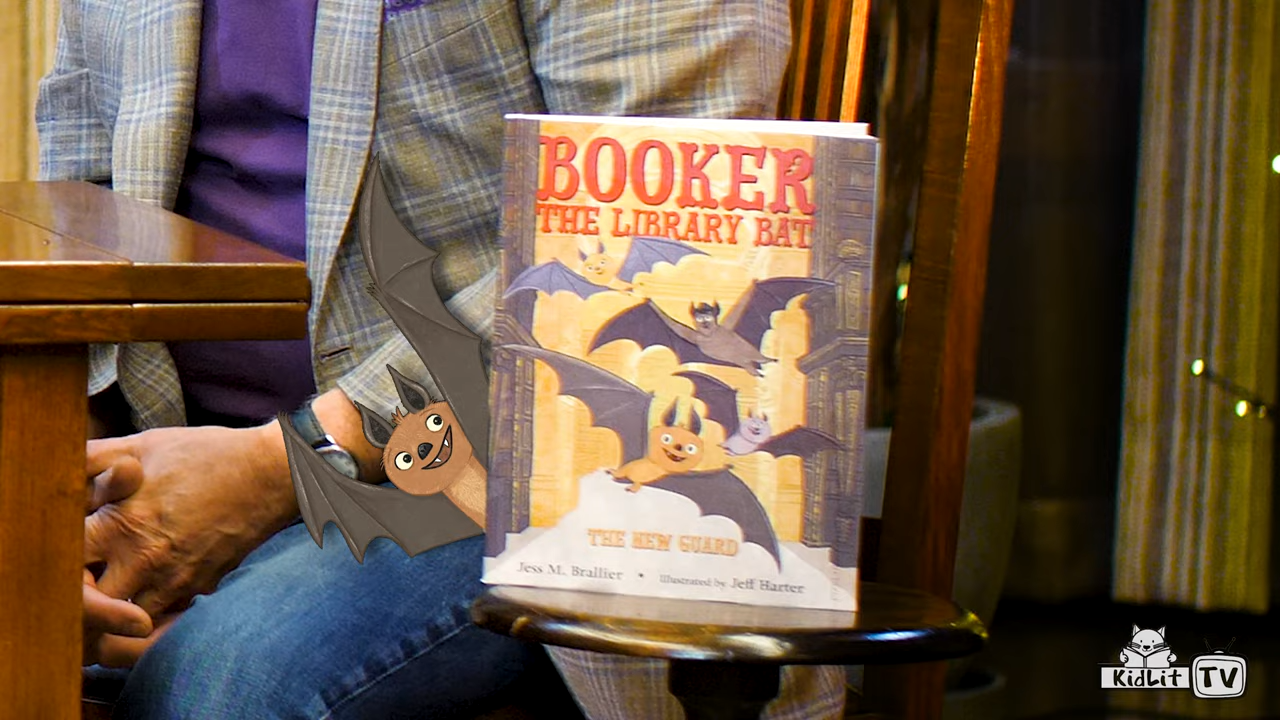 BOOKER
THE LIBRARY BAT
THE NEW GUARD
Jess M. Brallier • Illustrated by Jeff Harter
KidLit TV